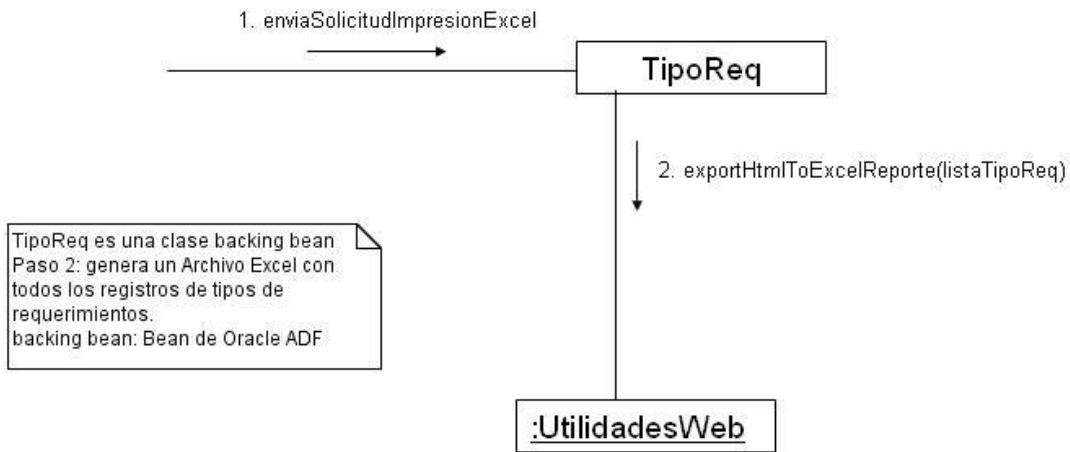 1. enviaSolicitudImpresionExcel
TipoReq
2. exportHtmlToExcelReporte(listaTipoReq)
TipoReq es una clase backing bean
Paso 2: genera un Archivo Excel con
todos los registros de tipos de
requerimientos.
backing bean: Bean de Oracle ADF
:UtilidadesWeb